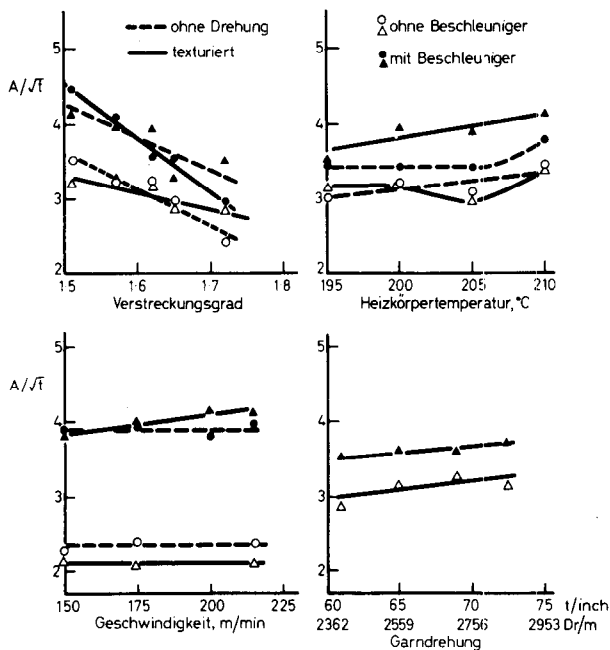 ohne Drehung
texturiert
ohne Beschleuniger
mit Beschleuniger
A/√t
5
4
3
2
1·5 1·6 1·7 1·8
Verstreckungsgrad
195 200 205 210
Heizkörpertemperatur, °C
A/√t
5
4
3
2
150 175 200 225
Geschwindigkeit, m/min
60 65 70 75 t/inch
2362 2559 2756 2953 Dr/m
Garndrehung